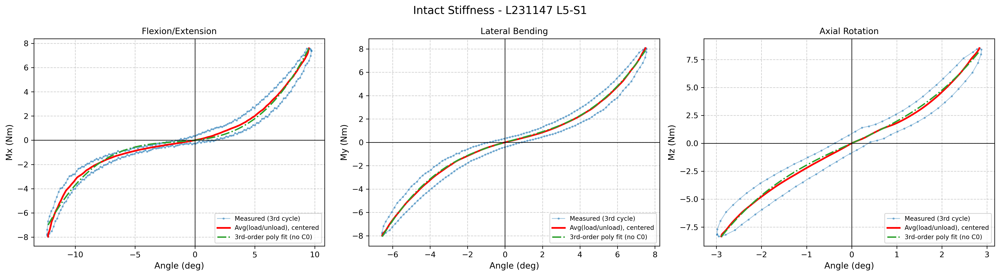 Intact Stiffness - L231147 L5-S1
Flexion/Extension
8
6
4
2
0
−2
−4
−6
−8
Mx (Nm)
−10
−5
0
5
10
Angle (deg)
Measured (3rd cycle)
Avg(load/unload), centered
3rd-order poly fit (no C0)
Lateral Bending
8
6
4
2
0
−2
−4
−6
−8
My (Nm)
−6
−4
−2
0
2
4
6
8
Angle (deg)
Measured (3rd cycle)
Avg(load/unload), centered
3rd-order poly fit (no C0)
Axial Rotation
7.5
5.0
2.5
0.0
−2.5
−5.0
−7.5
Mz (Nm)
−3
−2
−1
0
1
2
3
Angle (deg)
Measured (3rd cycle)
Avg(load/unload), centered
3rd-order poly fit (no C0)